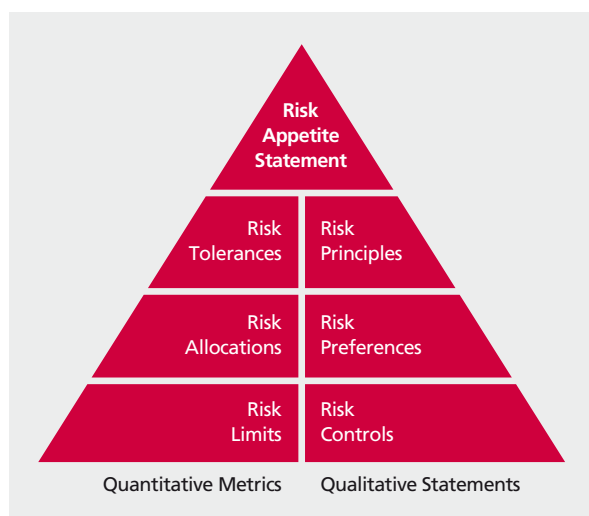 Risk
Appetite
Statement
Risk
Tolerances
Risk
Principles
Risk
Allocations
Risk
Preferences
Risk
Limits
Risk
Controls
Quantitative Metrics
Qualitative Statements